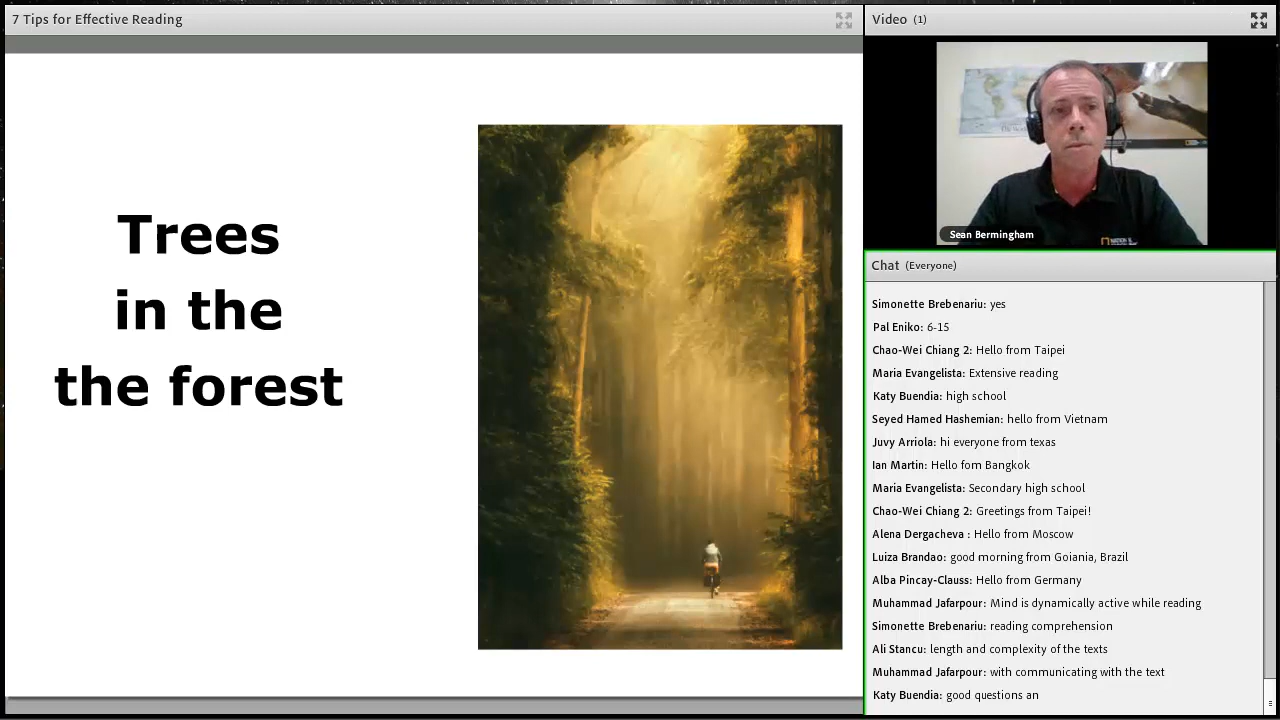 7 Tips for Effective Reading
Trees
in the
the forest
Video (1)
Sean Bermingham
Chat (Everyone)
Simonette Brebenariu: yes
Pal Eniko: 6-15
Chao-Wei Chiang 2: Hello from Taipei
Maria Evangelista: Extensive reading
Katy Buendia: high school
Seyed Hamed Hashemian: hello from Vietnam
Juvy Arriola: hi everyone from texas
Ian Martin: Hello fom Bangkok
Maria Evangelista: Secondary high school
Chao-Wei Chiang 2: Greetings from Taipei!
Alena Dergacheva : Hello from Moscow
Luiza Brandao: good morning from Goiania, Brazil
Alba Pincay-Clauss: Hello from Germany
Muhammad Jafarpour: Mind is dynamically active while reading
Simonette Brebenariu: reading comprehension
Ali Stancu: length and complexity of the texts
Muhammad Jafarpour: with communicating with the text
Katy Buendia: good questions an